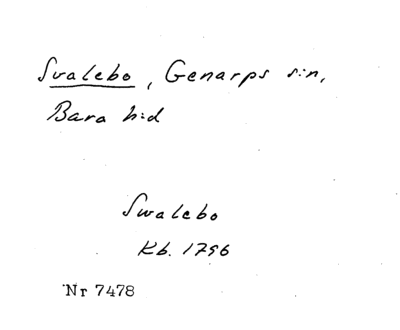 Svalebo, Genarps s:n,
Bara h:d
Swalebo
Kb. 1796
Nr 7478